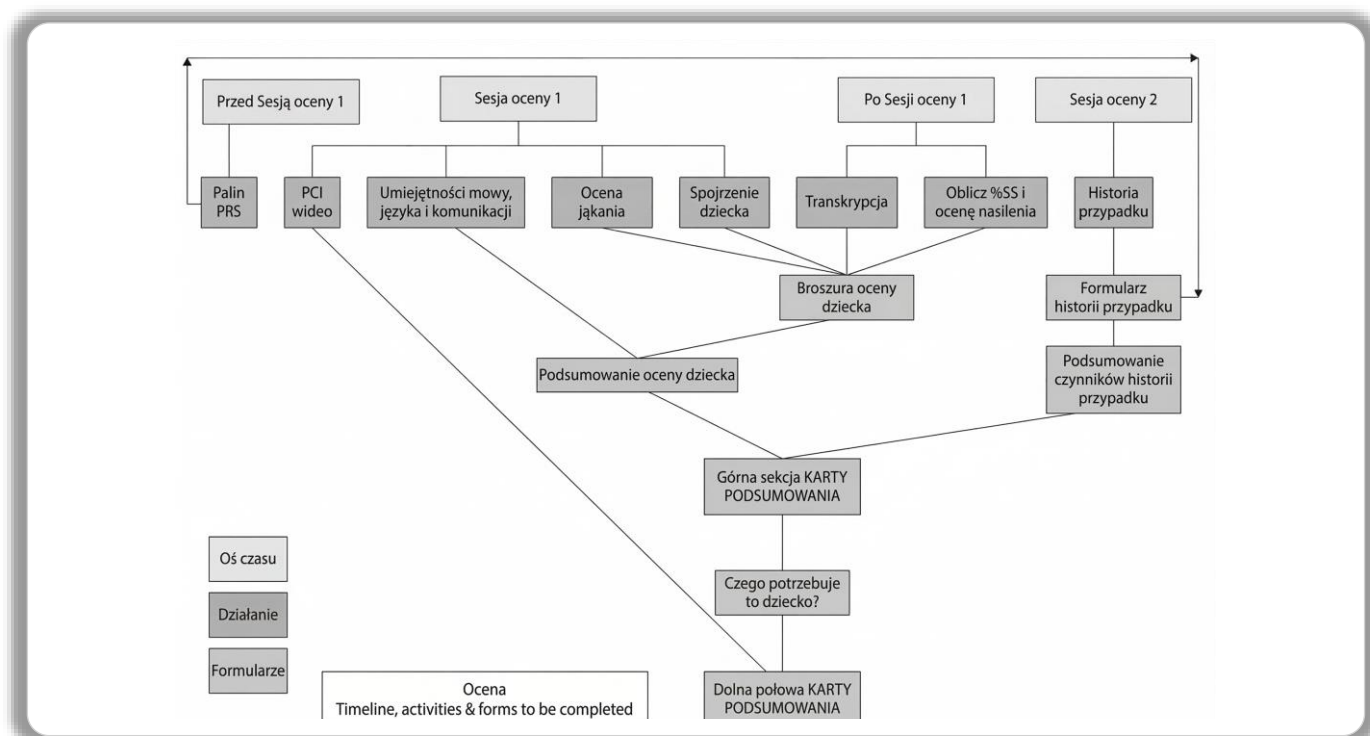 Przed Sesją oceny 1
Sesja oceny 1
Po Sesji oceny 1
Sesja oceny 2
Palin
PRS
PCI
wideo
Umiejętności mowy,
języka i komunikacji
Ocena
jąkania
Spojrzenie
dziecka
Transkrypcja
Oblicz %SS i
ocenę nasilenia
Historia
przypadku
Broszura oceny
dziecka
Formularz
historii przypadku
Podsumowanie oceny dziecka
Podsumowanie
czynników historii
przypadku
Górna sekcja KARTY
PODSUMOWANIA
Oś czasu
Czego potrzebuje
to dziecko?
Działanie
Formularze
Ocena
Timeline, activities & forms to be completed
Dolna połowa KARTY
PODSUMOWANIA